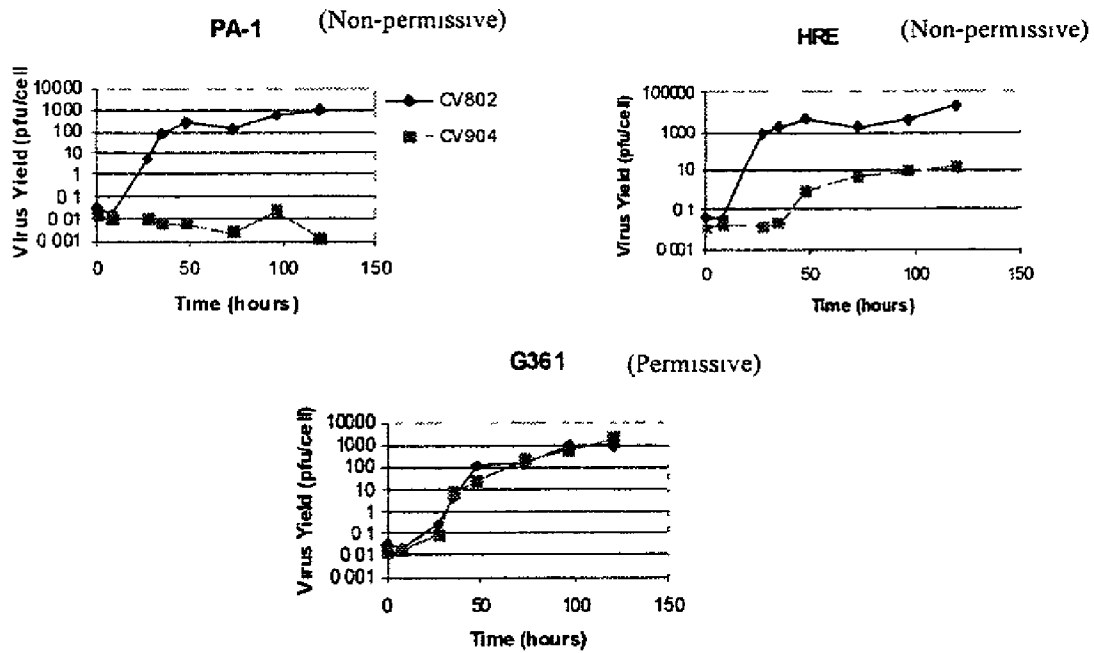 PA-1 (Non-permissive)
Virus Yield (pfu/cell)
10000
1000
100
10
1
0 1
0 01
0 001
0 50 100 150
Time (hours)
CV802
CV904
HRE (Non-permissive)
Virus Yield (pfu/cell)
100000
1000
10
0 1
0 001
0 50 100 150
Time (hours)
G361 (Permissive)
Virus Yield (pfu/cell)
10000
1000
100
10
1
0 1
0 01
0 001
0 50 100 150
Time (hours)